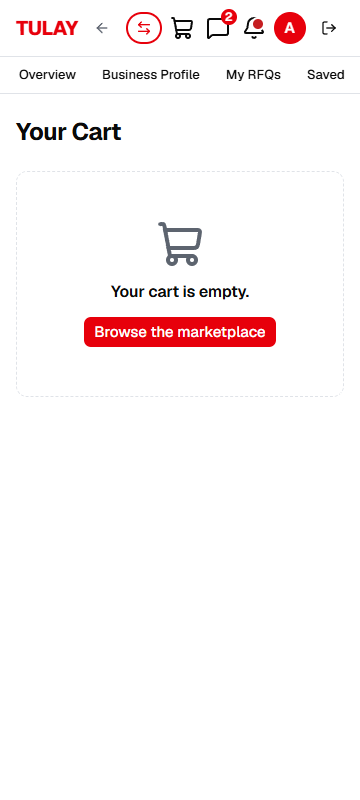 TULAY
2
A
Overview Business Profile My RFQs Saved
Your Cart
Your cart is empty.
Browse the marketplace